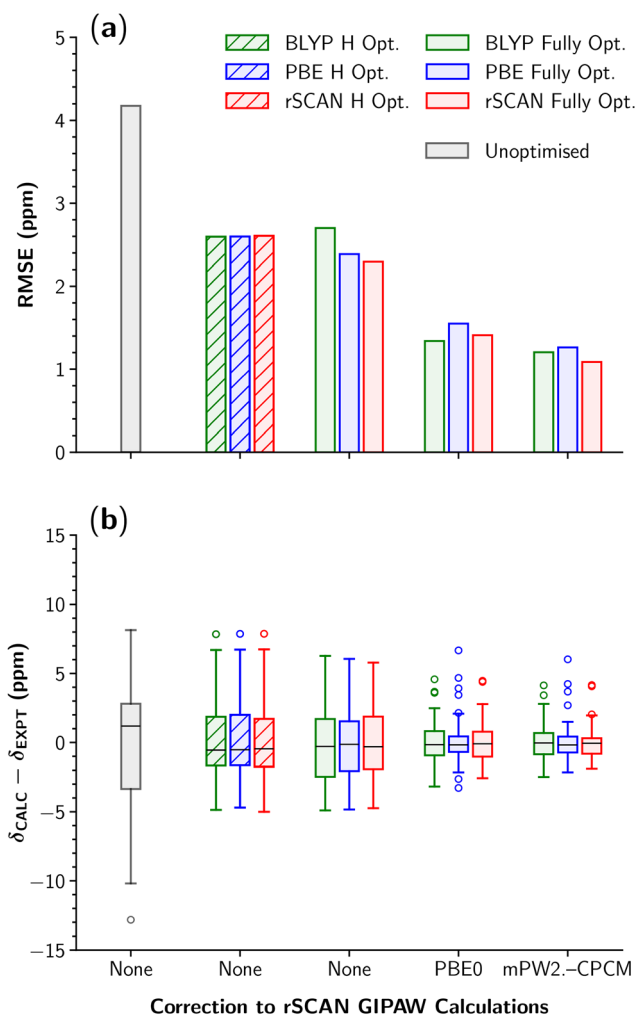 (a)
BLYP H Opt. BLYP Fully Opt.
PBE H Opt. PBE Fully Opt.
rSCAN H Opt. rSCAN Fully Opt.
Unoptimised
RMSE (ppm)
5
4
3
2
1
0
(b)
δCALC − δEXPT (ppm)
15
10
5
0
−5
−10
−15
None None None PBE0 mPW2.–CPCM
Correction to rSCAN GIPAW Calculations